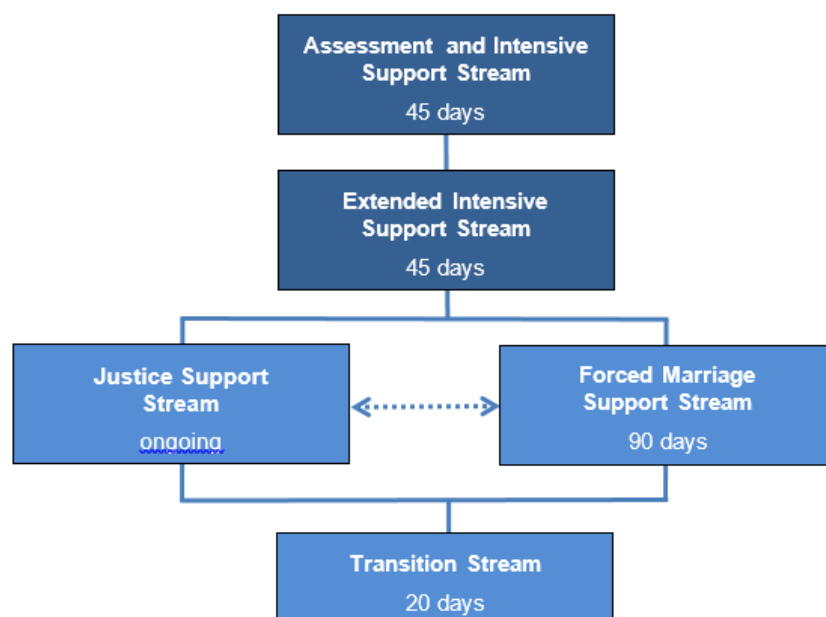 Assessment and Intensive
Support Stream
45 days
Extended Intensive
Support Stream
45 days
Justice Support
Stream
ongoing
Forced Marriage
Support Stream
90 days
Transition Stream
20 days